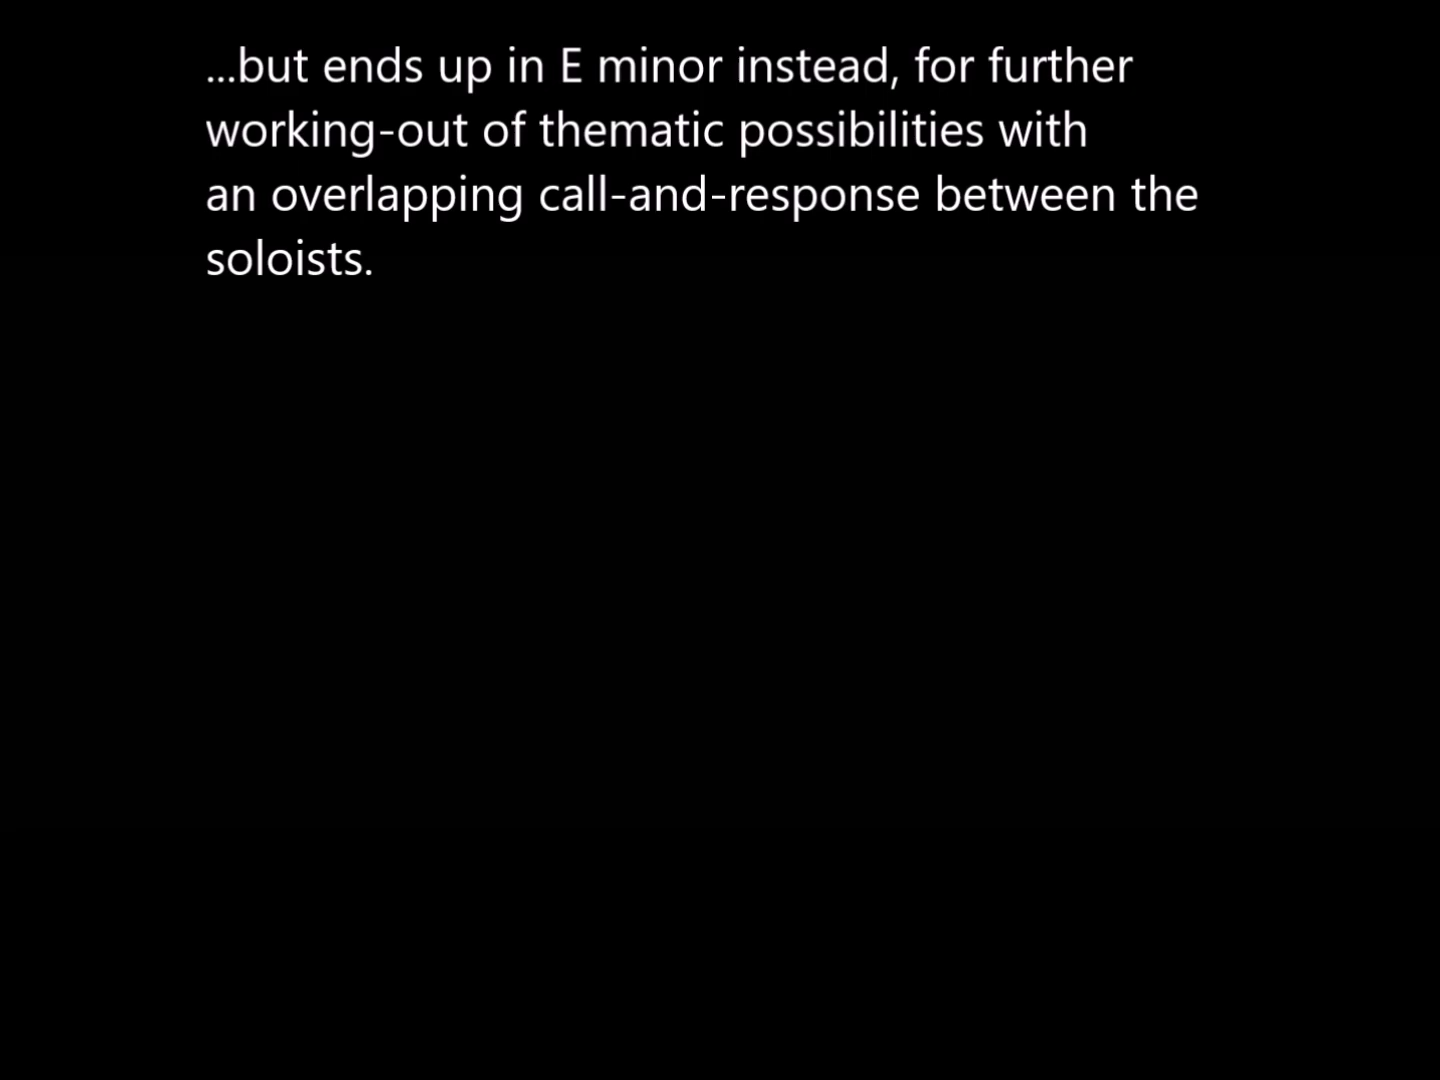 ...but ends up in E minor instead, for further
working-out of thematic possibilities with
an overlapping call-and-response between the
soloists.